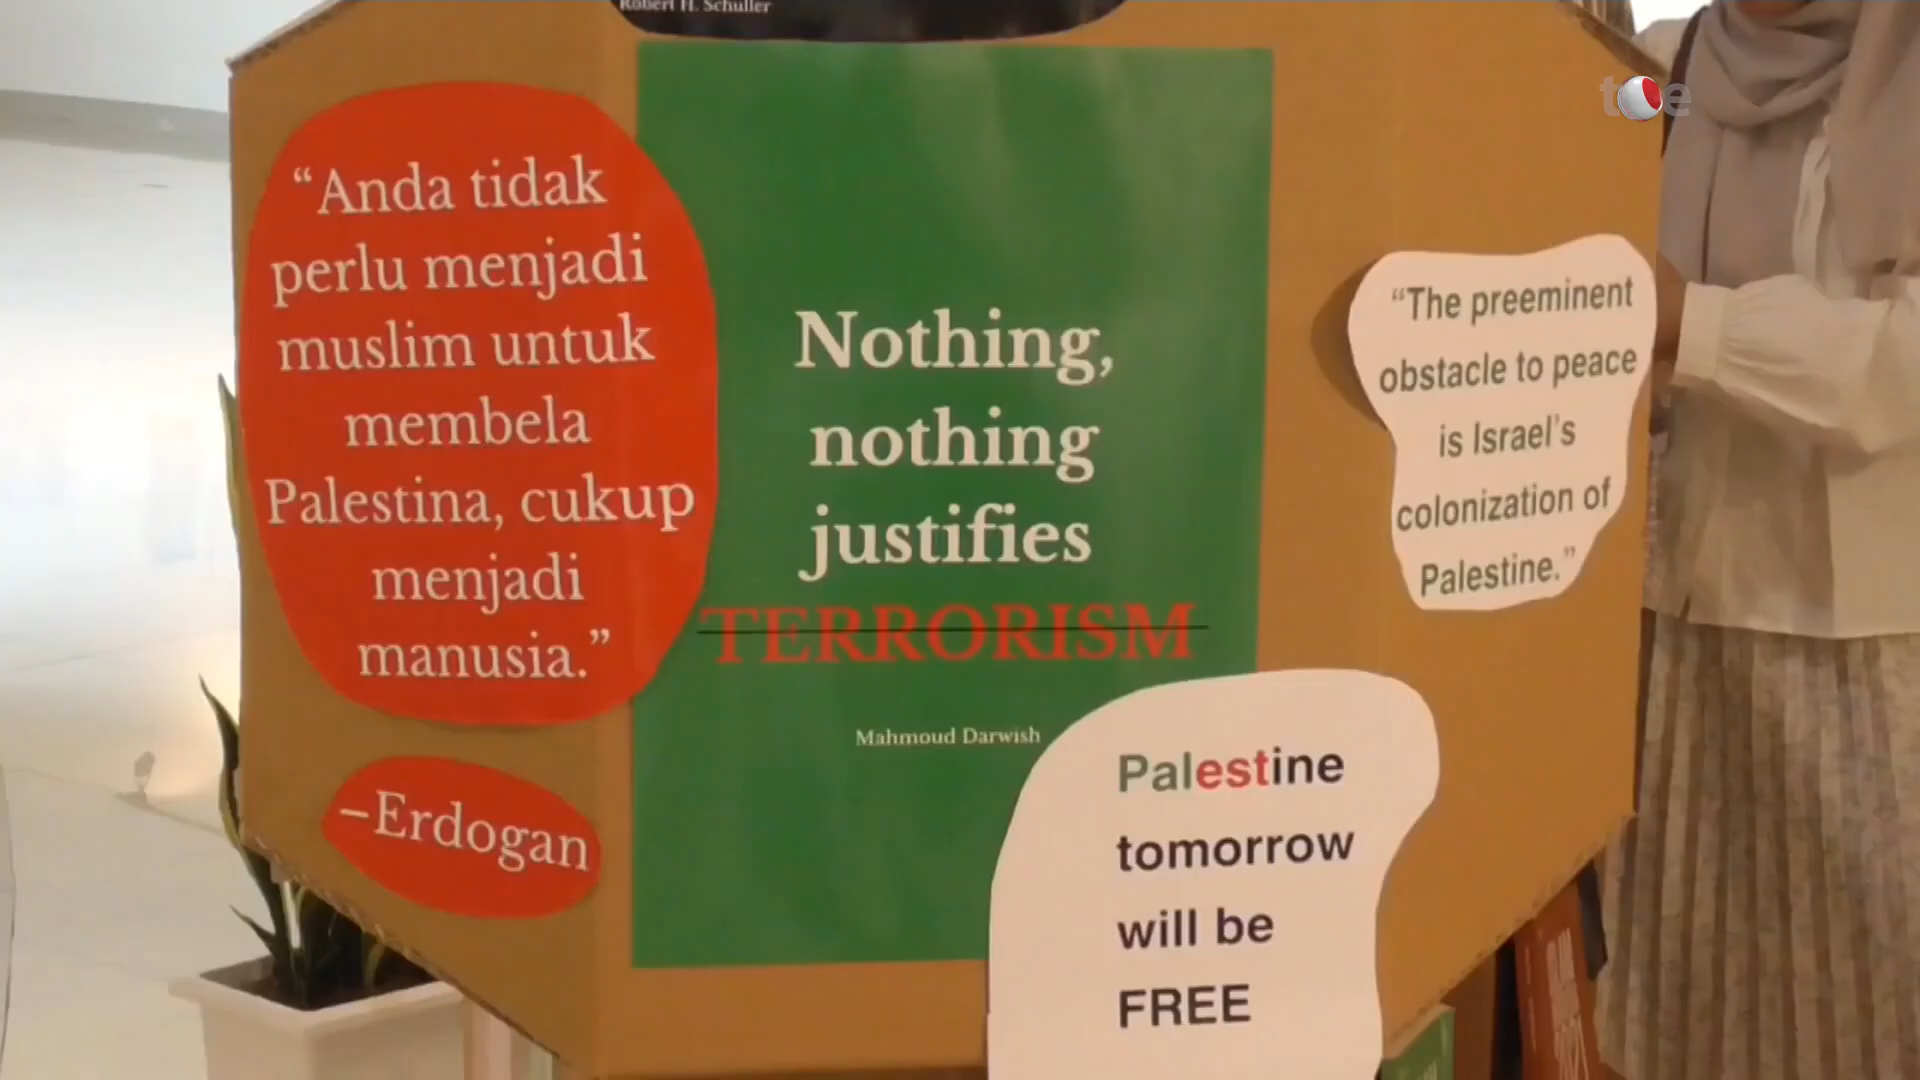 Robert H. Schuller
“Anda tidak
perlu menjadi
muslim untuk
membela
Palestina, cukup
menjadi
manusia.”
–Erdogan
Nothing,
nothing
justifies
TERRORISM
Mahmoud Darwish
“The preeminent
obstacle to peace
is Israel's
colonization of
Palestine.”
Palestine
tomorrow
will be
FREE